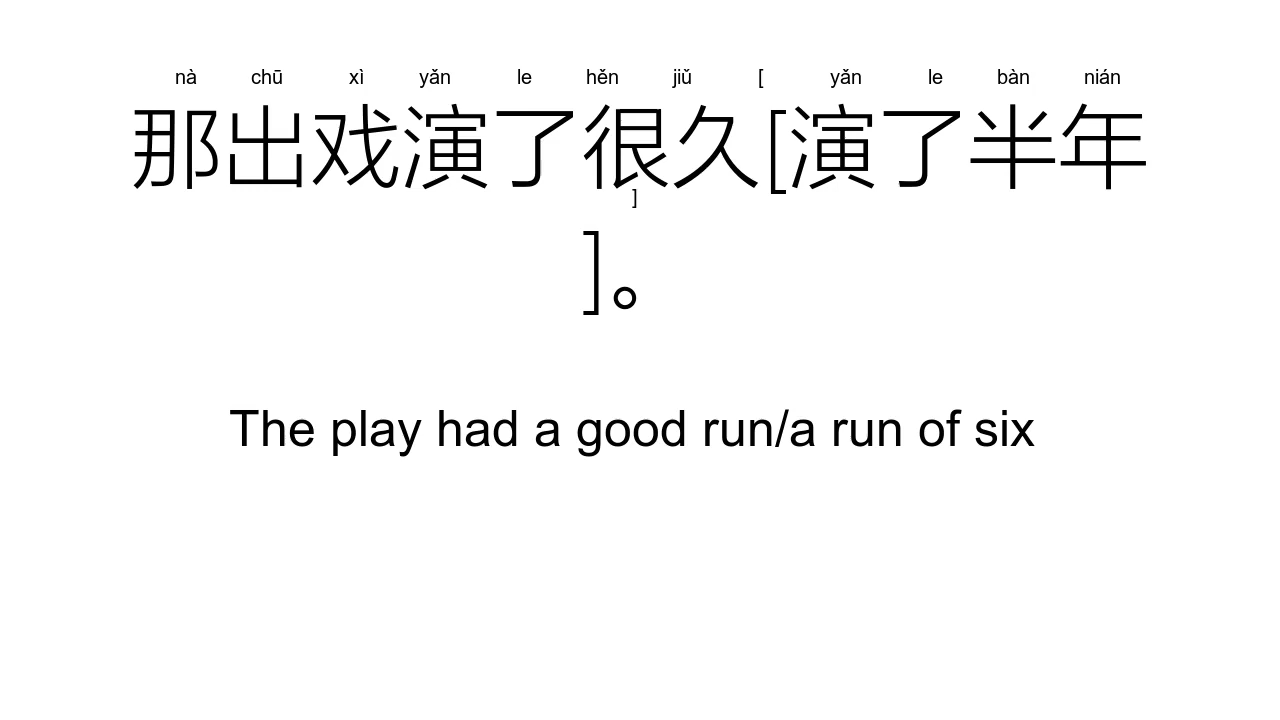 nà chū xì yǎn le hěn jiǔ [ yǎn le bàn nián
那出戏演了很久[演了半年
]
]。
The play had a good run/a run of six